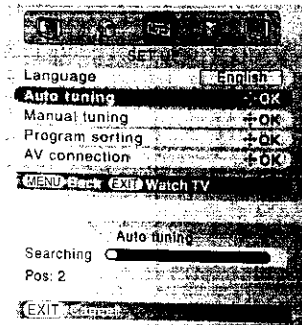 SET
Language English
Auto tuning OK
Manual tuning OK
Program sorting OK
AV connection OK
MENU Back EXIT Watch TV
Auto tuning
Searching
Pos: 2
EXIT Cancel